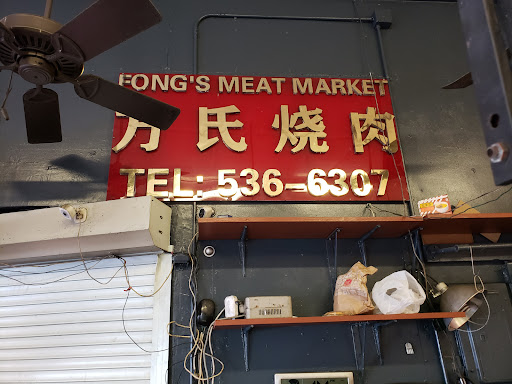 FONG'S MEAT MARKET
方氏烧肉
TEL: 536-6307